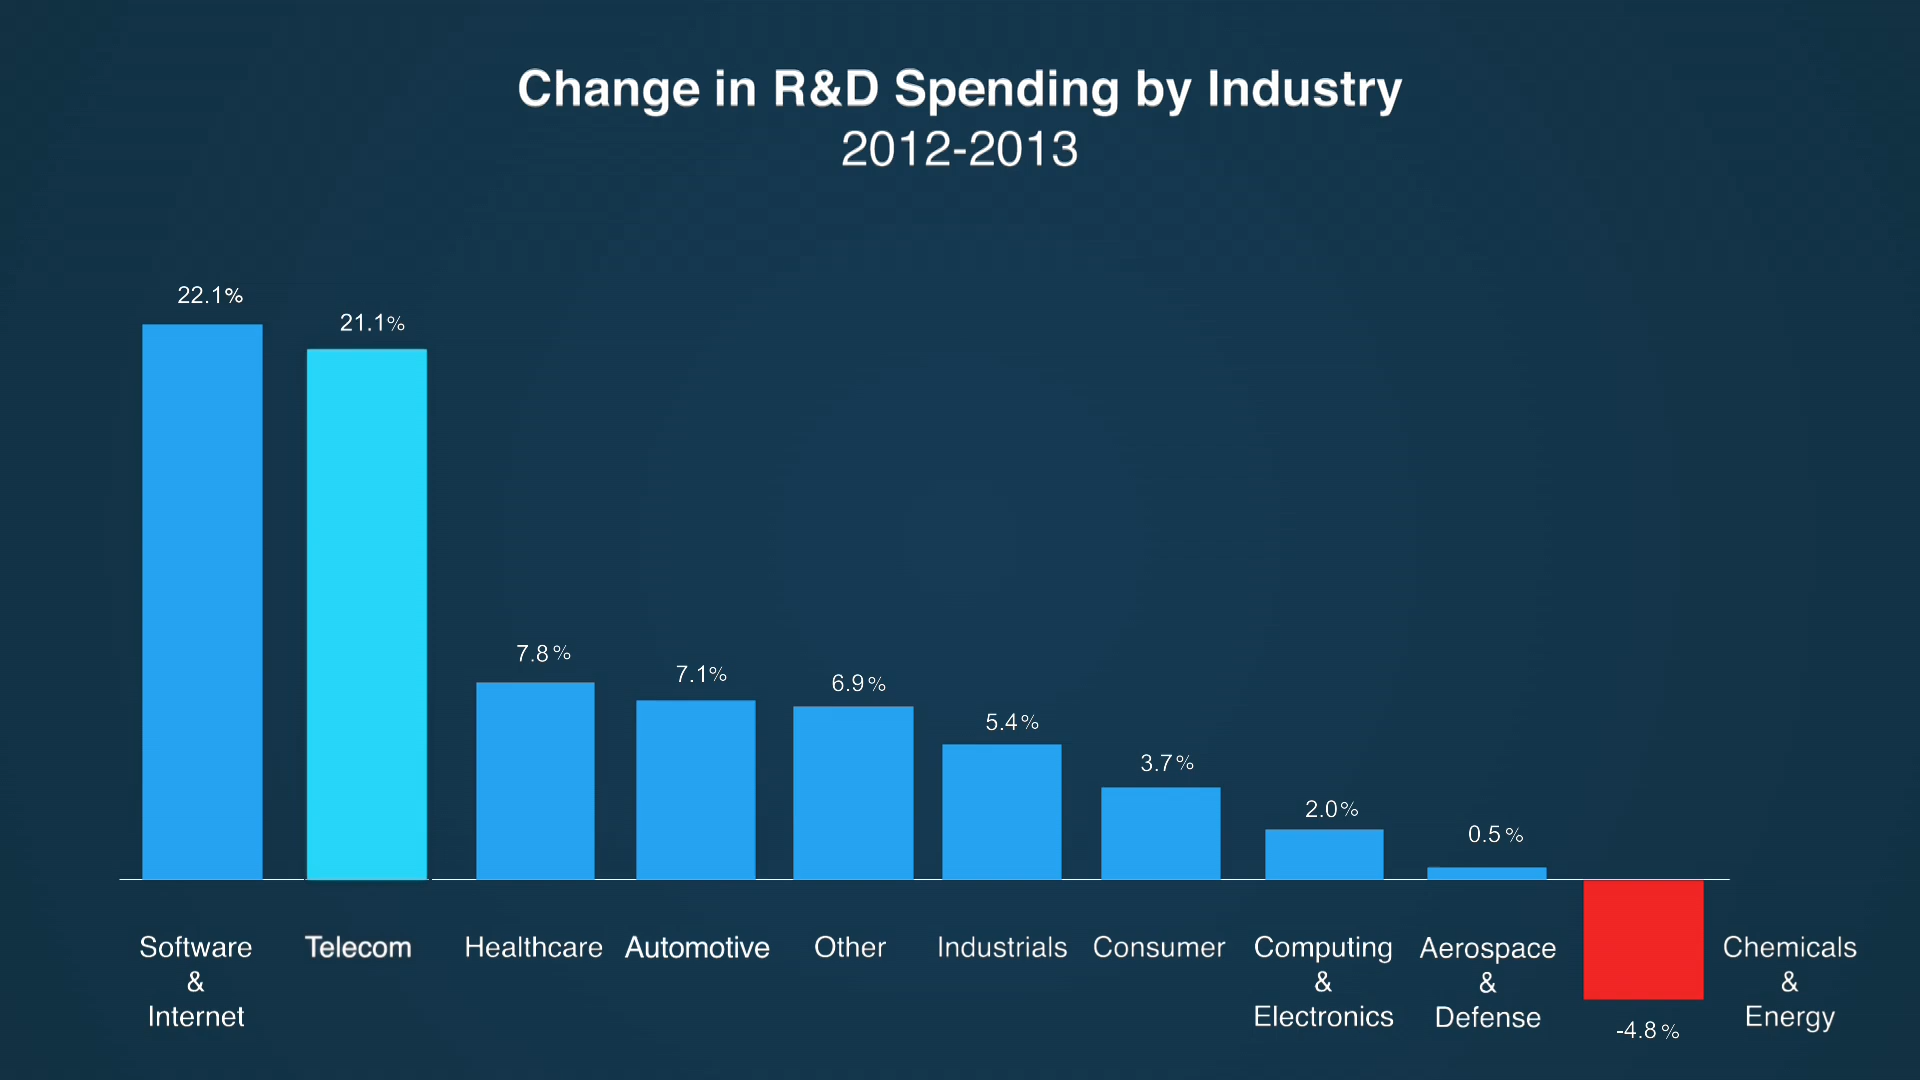 Change in R&D Spending by Industry
2012-2013
22.1%
21.1%
7.8%
7.1%
6.9%
5.4%
3.7%
2.0%
0.5%
-4.8%
Software
&
Internet
Telecom
Healthcare
Automotive
Other
Industrials
Consumer
Computing
&
Electronics
Aerospace
&
Defense
Chemicals
&
Energy